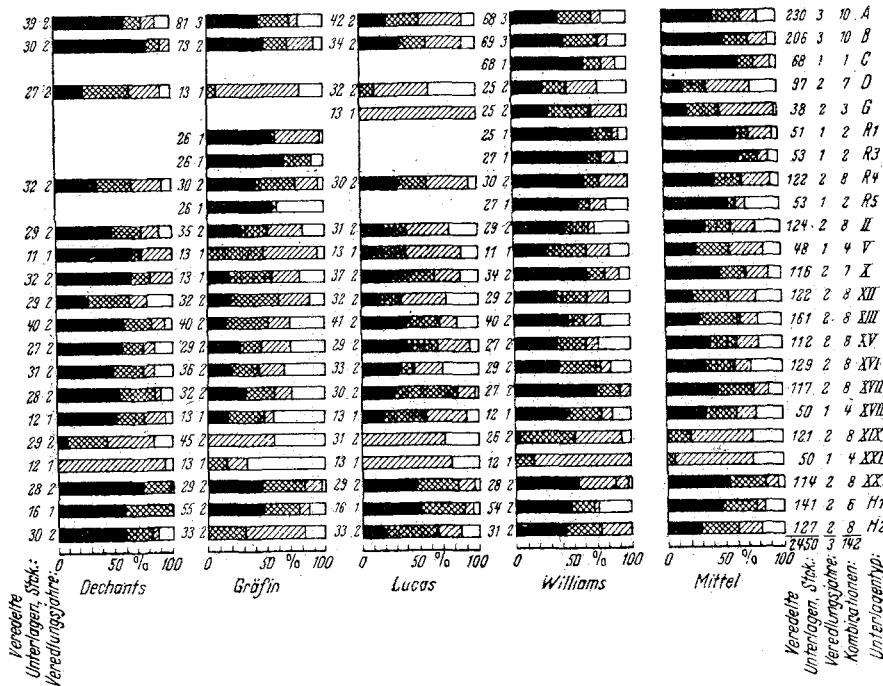 39 2 81 3 42 2 68 3 230 3 10 A
30 2 73 2 34 2 69 3 206 3 10 B
68 1 68 1 1 C
27 2 13 1 32 2 25 2 97 2 7 D
13 1 25 2 38 2 3 G
26 1 25 1 51 1 2 R1
26 1 27 1 53 1 2 R3
32 2 30 2 30 2 30 2 122 2 8 R4
26 1 27 1 53 1 2 R5
29 2 35 2 31 2 29 2 124 2 8 II
11 1 13 1 13 1 11 1 48 1 4 V
32 2 13 1 37 2 34 2 116 2 7 X
29 2 32 2 32 2 29 2 122 2 8 XII
40 2 40 2 41 2 40 2 161 2 8 XIII
27 2 29 2 29 2 27 2 112 2 8 XV
37 2 36 2 33 2 29 2 129 2 8 XVI
28 2 32 2 30 2 27 2 117 2 8 XVII
12 1 13 1 13 1 12 1 50 1 4 XVIII
29 2 45 2 31 2 26 2 121 2 8 XIX
12 1 13 1 13 1 12 1 50 1 4
28 2 29 2 29 2 28 2 114 2 8
16 1 55 2 16 1 54 2 141 2 6 H1
30 2 33 2 33 2 31 2 127 2 8 H2
2450 3 142
0 50 % 100 0 50 % 100 0 50 % 100 0 50 % 100 0 50 % 100
Dechants Gräfin Lucas Williams Mittel
Veredelte
Unterlagen, Stck.:
Veredlungsjahre:
Veredelte
Unterlagen, Stck.:
Veredlungsjahre:
Kombinationen:
Unterlagentyp: